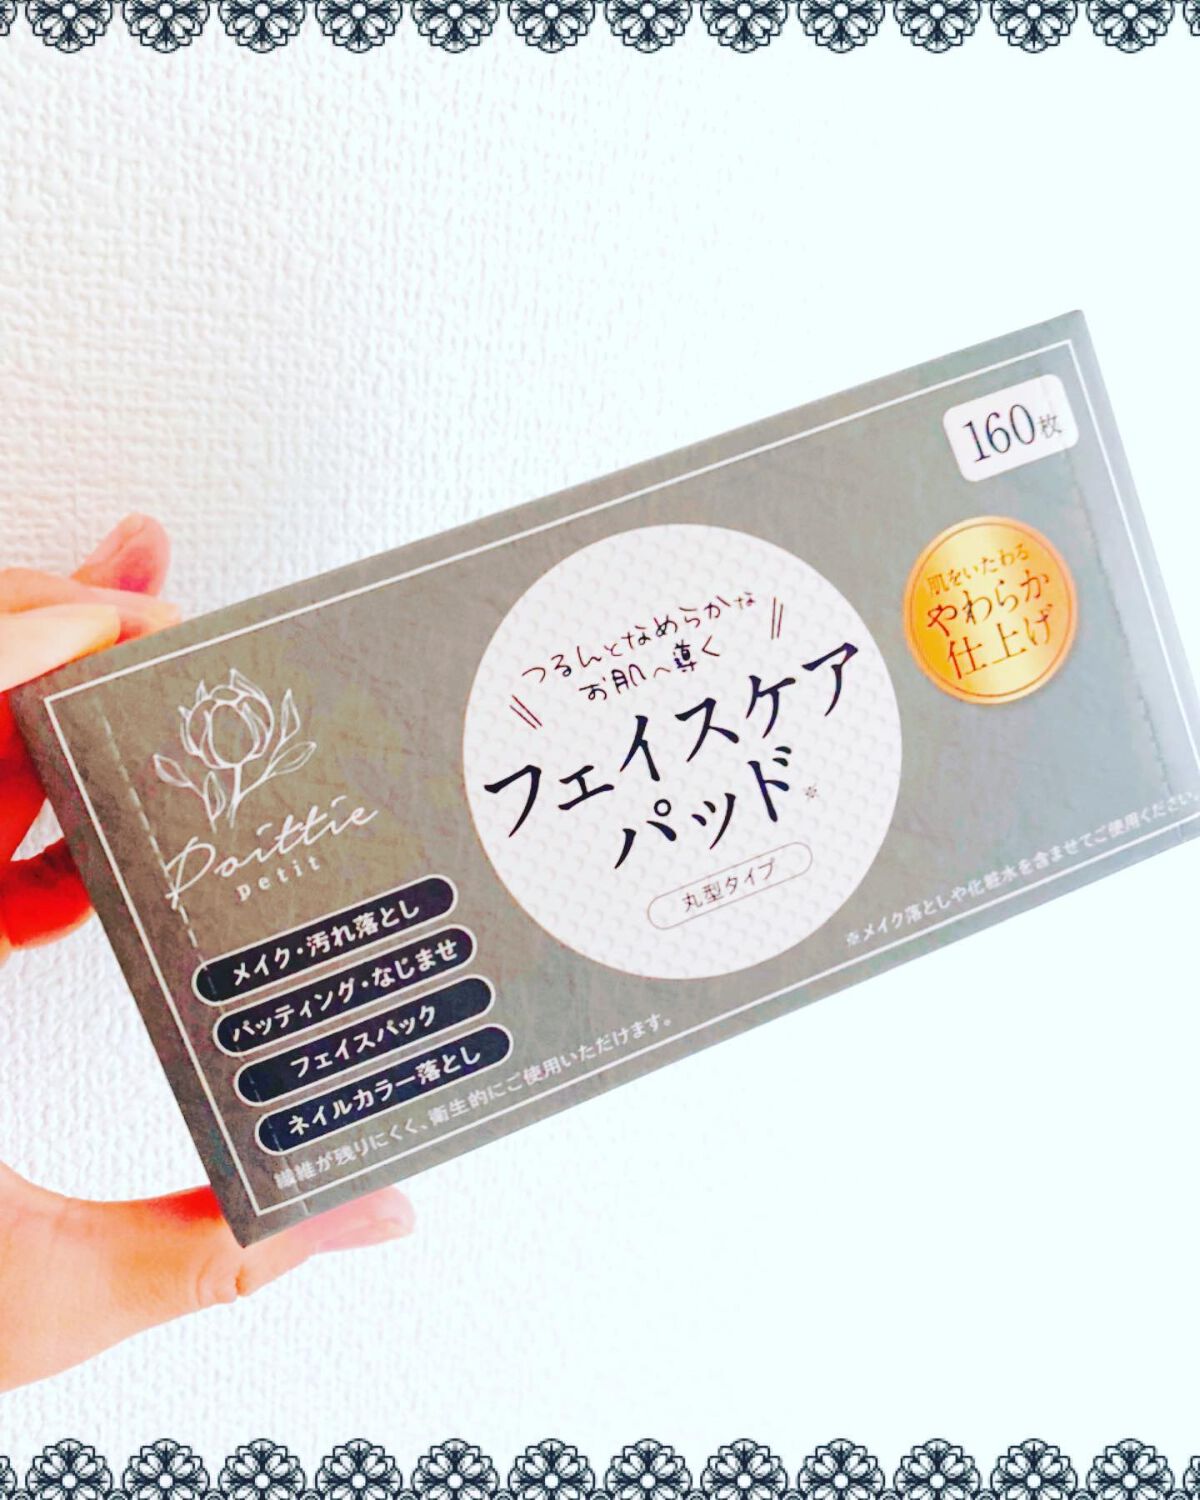 160枚
肌をいたわる
やわらか
仕上げ
つるんとなめらかな
お肌へ導く
フェイスケア
パッド※
丸型タイプ
Poittie
petit
メイク・汚れ落とし
パッティング・なじませ
フェイスパック
ネイルカラー落とし
繊維が残りにくく、衛生的にご使用いただけます。
※メイク落としや化粧水を含ませてご使用ください。